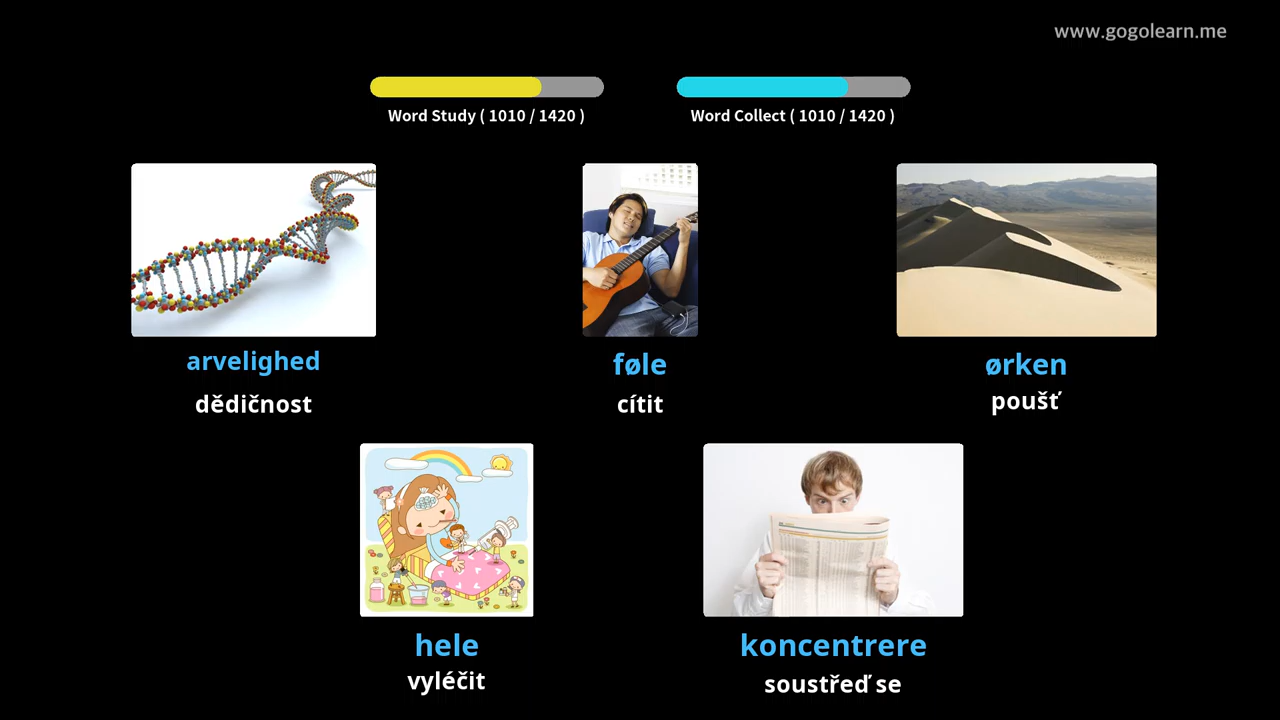 www.gogolearn.me
Word Study ( 1010 / 1420 )
Word Collect ( 1010 / 1420 )
arvelighed
dědičnost
føle
cítit
ørken
poušť
hele
vyléčit
koncentrere
soustřeď se